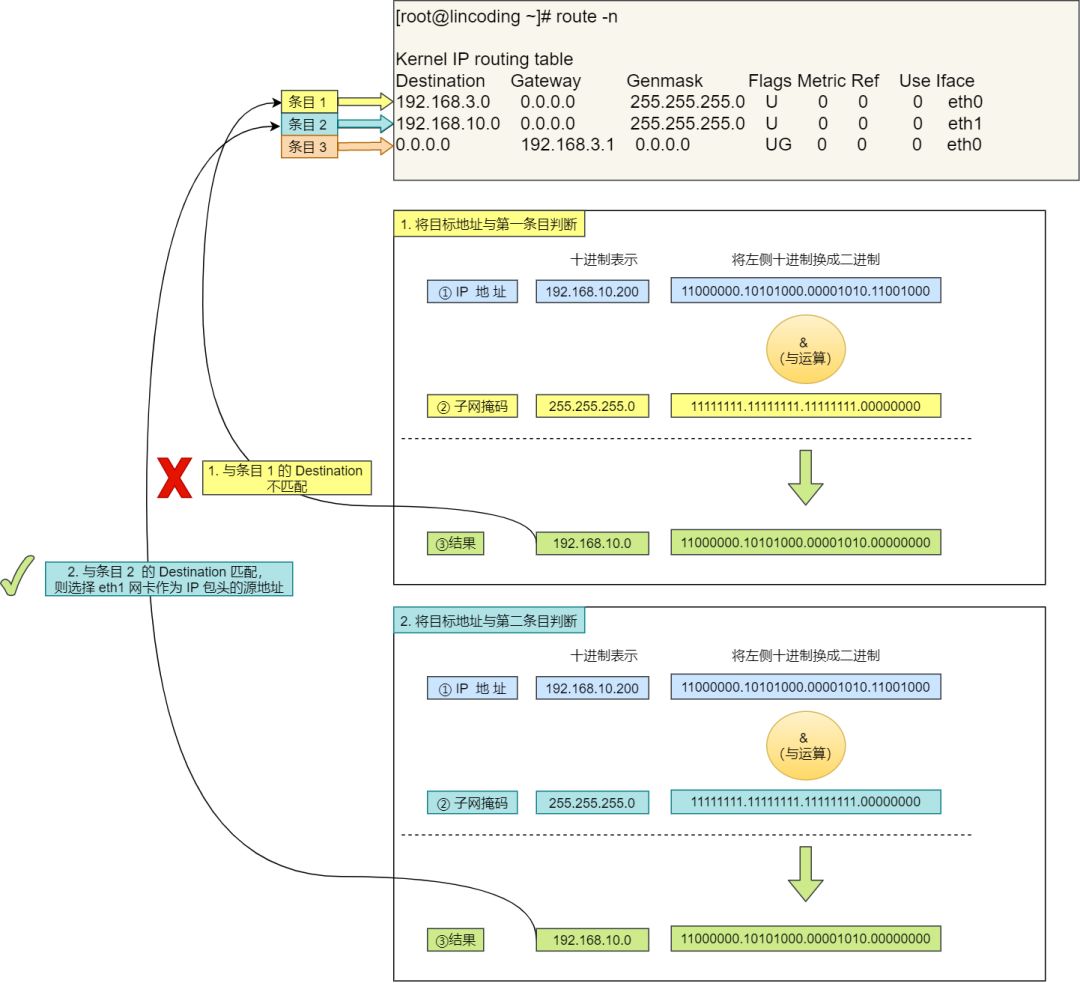 [root@lincoding ~]# route -n
Kernel IP routing table
Destination Gateway Genmask Flags Metric Ref Use Iface
条目 1 192.168.3.0 0.0.0.0 255.255.255.0 U 0 0 0 eth0
条目 2 192.168.10.0 0.0.0.0 255.255.255.0 U 0 0 0 eth1
条目 3 0.0.0.0 192.168.3.1 0.0.0.0 UG 0 0 0 eth0
1. 将目标地址与第一条目判断
十进制表示 将左侧十进制换成二进制
① IP 地 址 192.168.10.200 11000000.10101000.00001010.11001000
&
(与运算)
② 子网掩码 255.255.255.0 11111111.11111111.11111111.00000000
1. 与条目 1 的 Destination
不匹配
③结果 192.168.10.0 11000000.10101000.00001010.00000000
2. 与条目 2 的 Destination 匹配,
则选择 eth1 网卡作为 IP 包头的源地址
2. 将目标地址与第二条目判断
十进制表示 将左侧十进制换成二进制
① IP 地 址 192.168.10.200 11000000.10101000.00001010.11001000
&
(与运算)
② 子网掩码 255.255.255.0 11111111.11111111.11111111.00000000
③结果 192.168.10.0 11000000.10101000.00001010.00000000